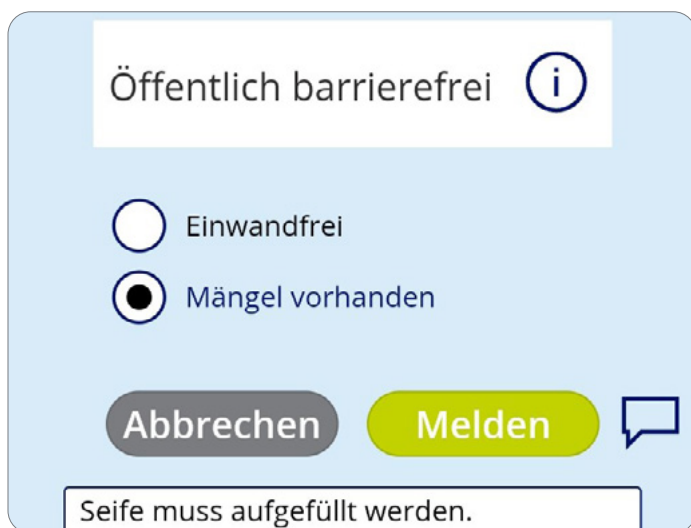 Öffentlich barrierefrei i
Einwandfrei
Mängel vorhanden
Abbrechen Melden
Seife muss aufgefüllt werden.